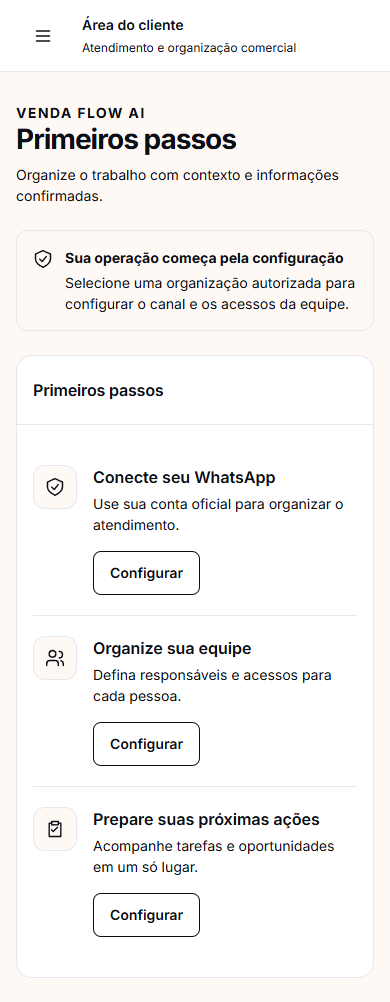 Área do cliente
Atendimento e organização comercial
VENDA FLOW AI
Primeiros passos
Organize o trabalho com contexto e informações
confirmadas.
Sua operação começa pela configuração
Selecione uma organização autorizada para
configurar o canal e os acessos da equipe.
Primeiros passos
Conecte seu WhatsApp
Use sua conta oficial para organizar o
atendimento.
Configurar
Organize sua equipe
Defina responsáveis e acessos para
cada pessoa.
Configurar
Prepare suas próximas ações
Acompanhe tarefas e oportunidades
em um só lugar.
Configurar